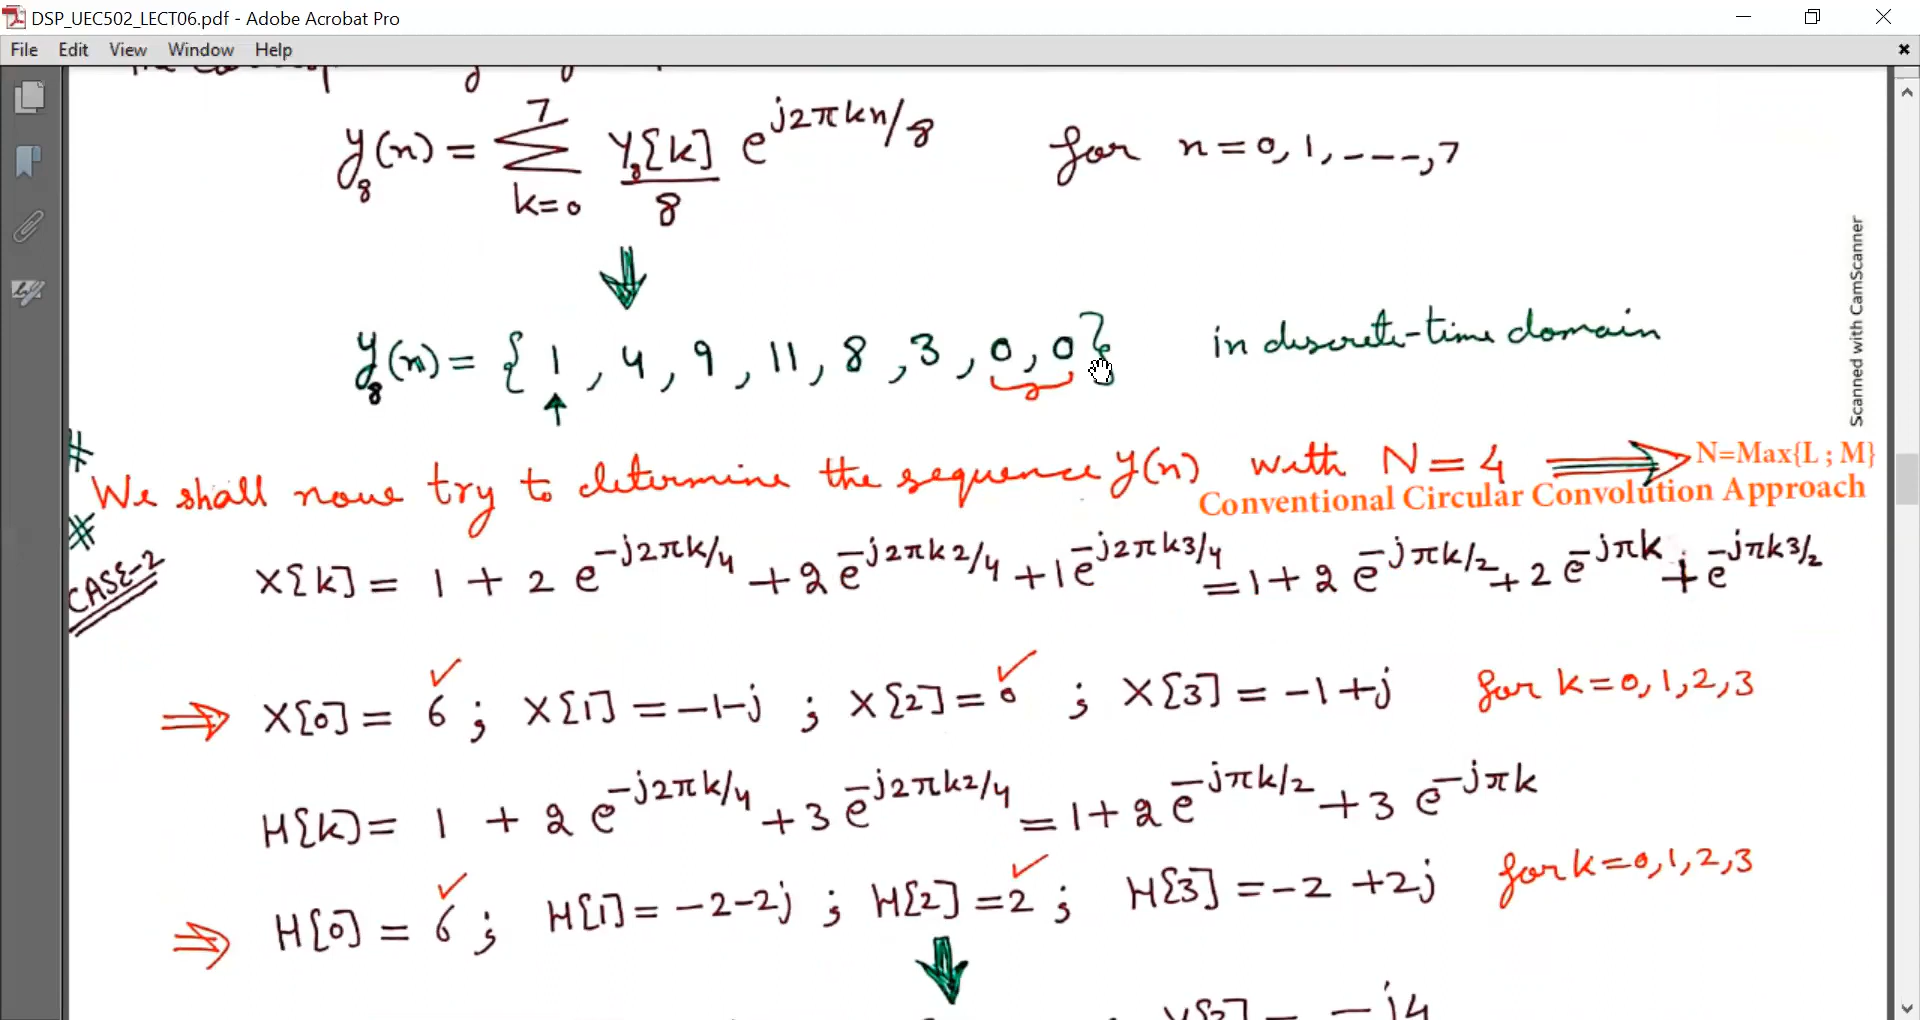 DSP_UEC502_LECT06.pdf - Adobe Acrobat Pro
File Edit View Window Help
y₈(n) = Σ_{k=0}^{7} Y₈[k]/8 e^{j2πkn/8} for n=0,1,----,7
y₈(n) = { 1 , 4 , 9 , 11 , 8 , 3 , 0 , 0 } in discrete-time domain
↑
We shall now try to determine the sequence y(n) with N=4 ⟹ N=Max{L ; M}
Conventional Circular Convolution Approach
CASE-2
X[k] = 1 + 2 e^{-j2πk/4} + 2 e^{-j2πk2/4} + 1 e^{-j2πk3/4} = 1 + 2 e^{-jπk/2} + 2 e^{-jπk} + e^{-jπk3/2}
⇒ X[0] = 6 ; X[1] = -1-j ; X[2] = 0 ; X[3] = -1+j for k=0,1,2,3
H[k] = 1 + 2 e^{-j2πk/4} + 3 e^{-j2πk2/4} = 1 + 2 e^{-jπk/2} + 3 e^{-jπk}
⇒ H[0] = 6 ; H[1] = -2-2j ; H[2] = 2 ; H[3] = -2 +2j for k=0,1,2,3
Scanned with CamScanner